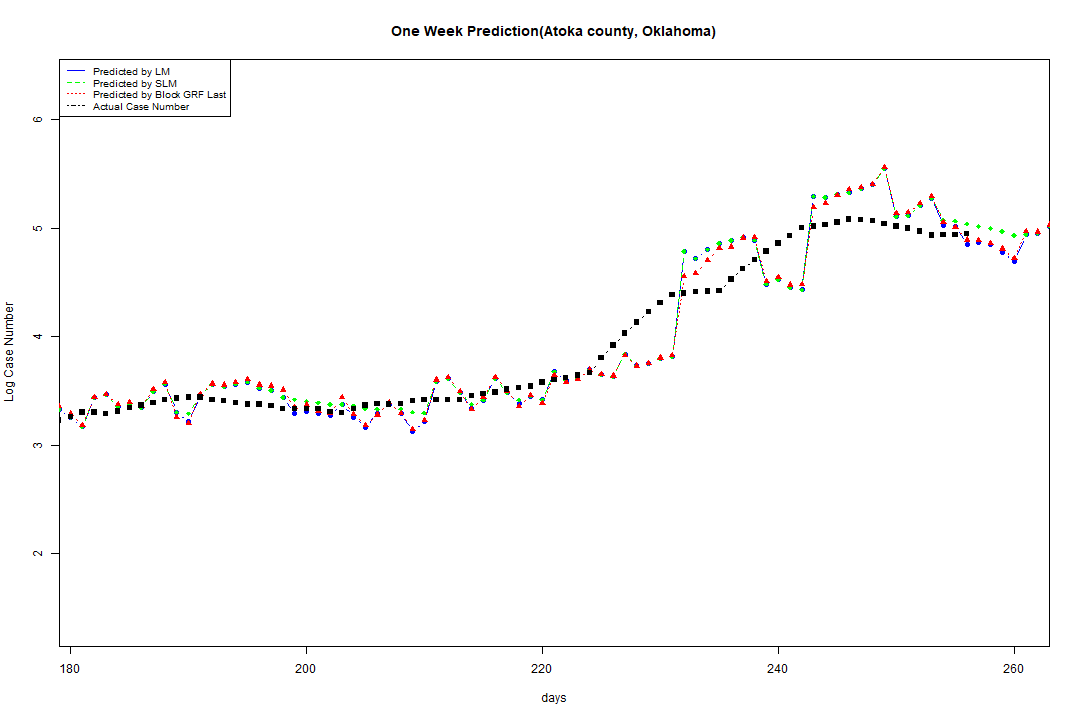 One Week Prediction(Atoka county, Oklahoma)
Predicted by LM
Predicted by SLM
Predicted by Block GRF Last
Actual Case Number
6
5
4
3
2
Log Case Number
180 200 220 240 260
days